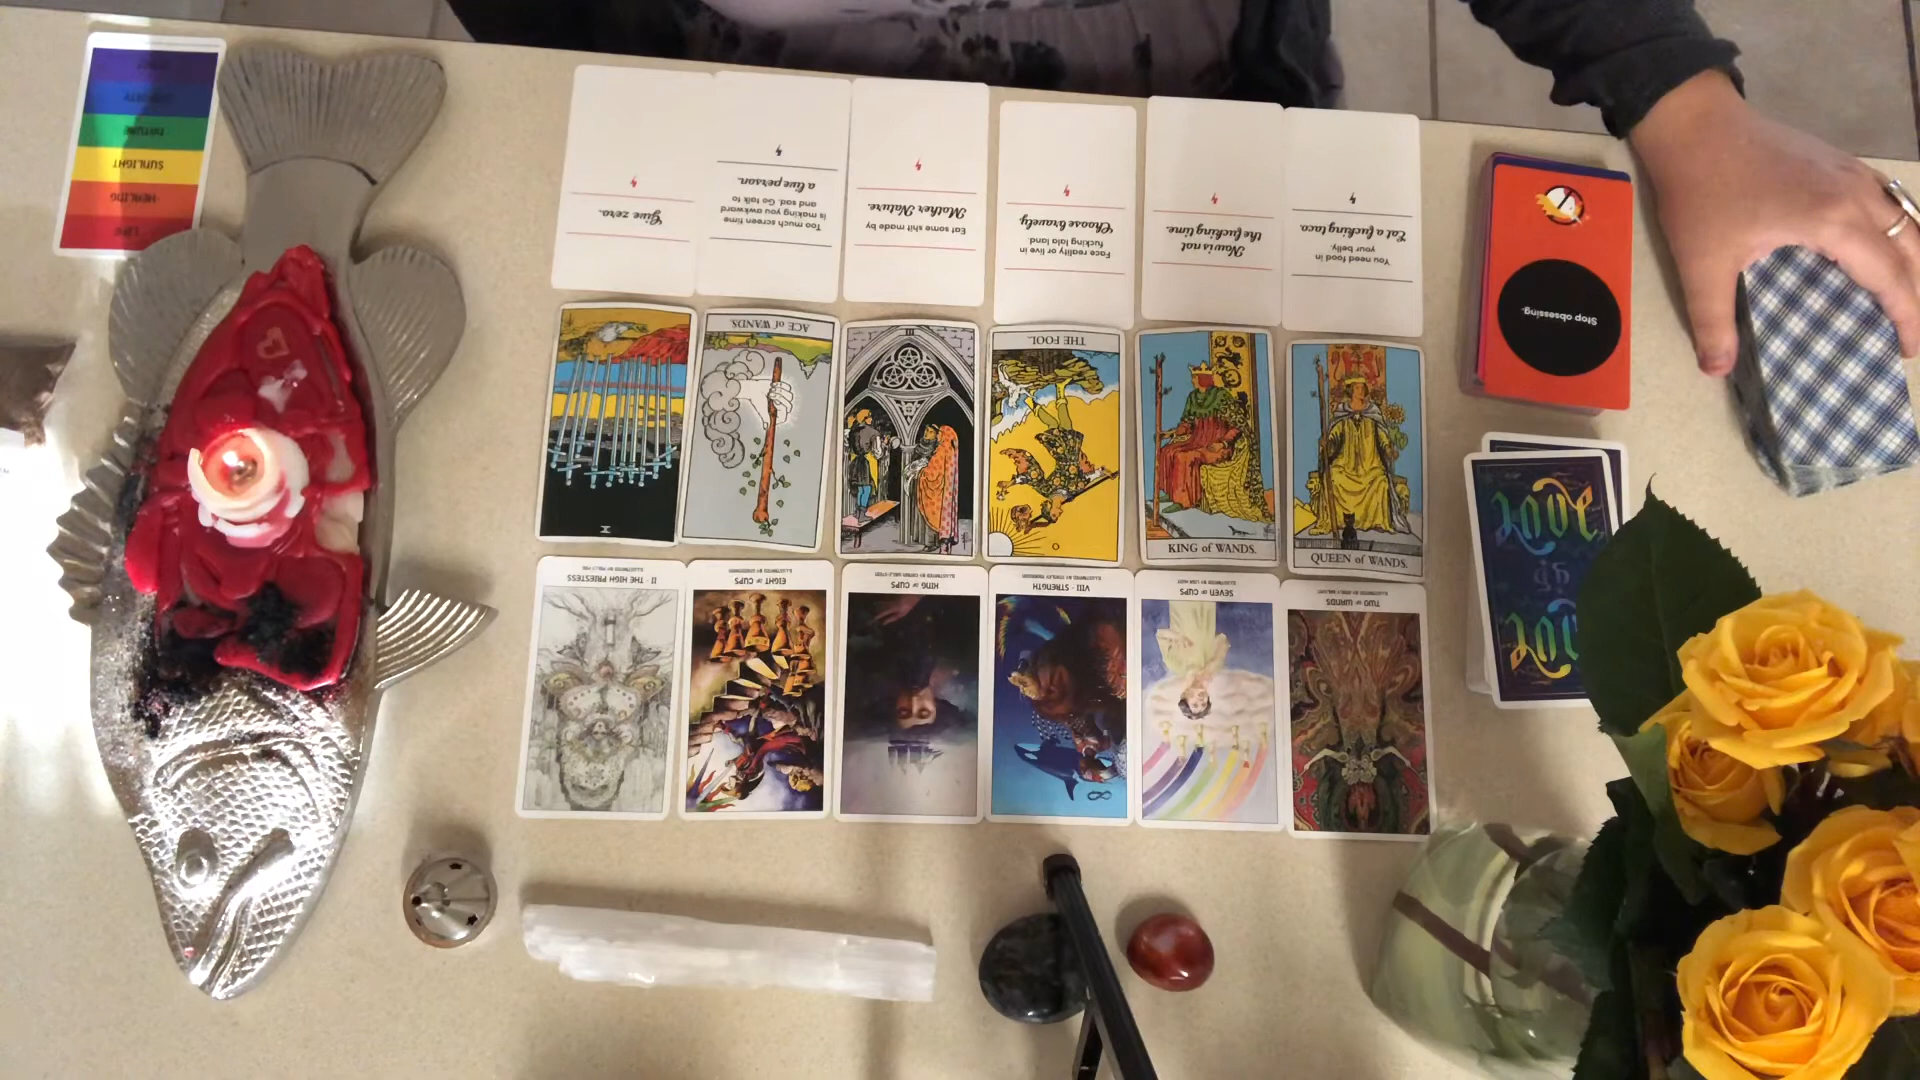 SUNLIGHT
HEALING
LIFE
Give zero.
Too much screen time
is making you awkward
and sad. Go talk to
a live person.
Eat some shit made by
Mother Nature.
Face reality or live in
fucking lala land.
Choose bravely.
Now is not
the fucking time.
You need food in
your belly.
Eat a fucking taco.
Stop obsessing.
X
ACE of WANDS.
III
THE FOOL.
0
KING of WANDS.
QUEEN of WANDS.
II · THE HIGH PRIESTESS
EIGHT OF CUPS
KING OF CUPS
VIII · STRENGTH
SEVEN OF CUPS
TWO OF WANDS
LOVE